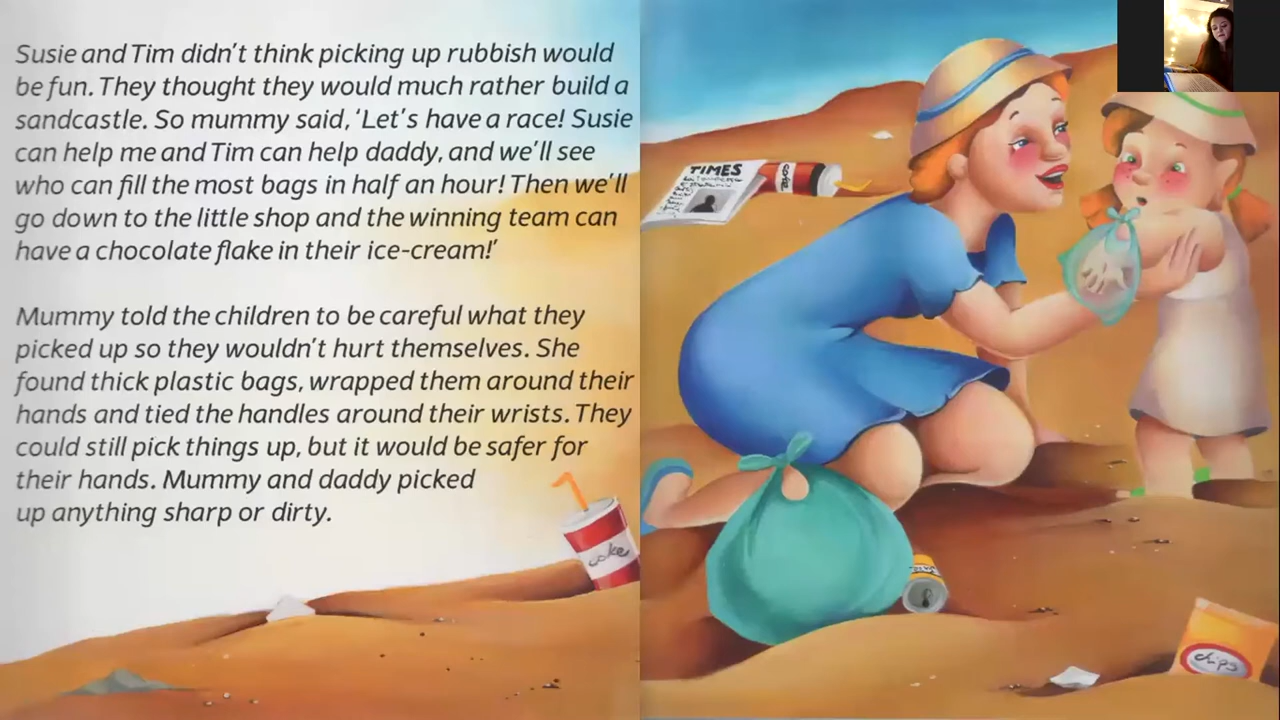 Susie and Tim didn't think picking up rubbish would
be fun. They thought they would much rather build a
sandcastle. So mummy said, 'Let's have a race! Susie
can help me and Tim can help daddy, and we'll see
who can fill the most bags in half an hour! Then we'll
go down to the little shop and the winning team can
have a chocolate flake in their ice-cream!'
Mummy told the children to be careful what they
picked up so they wouldn't hurt themselves. She
found thick plastic bags, wrapped them around their
hands and tied the handles around their wrists. They
could still pick things up, but it would be safer for
their hands. Mummy and daddy picked
up anything sharp or dirty.
coke
TIMES
coke
chips